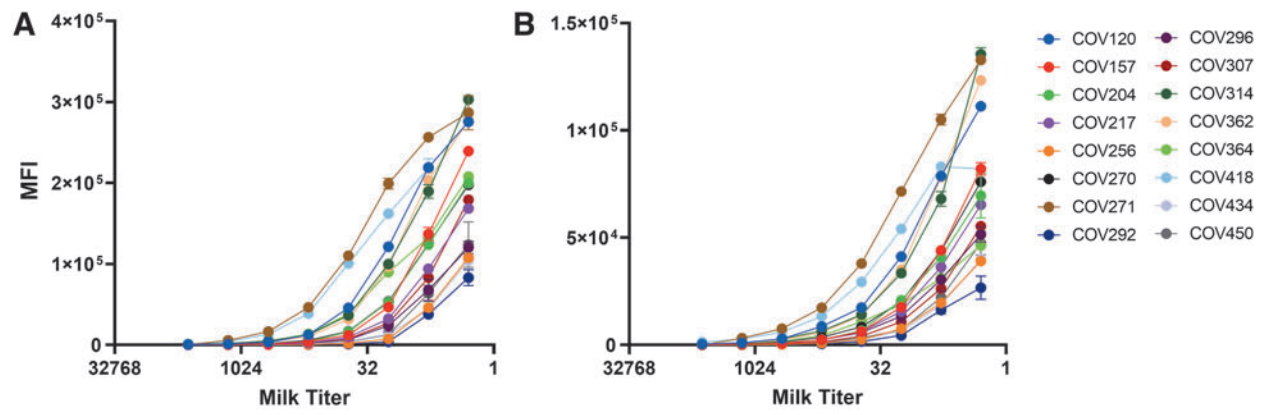 A
MFI
4×10⁵
3×10⁵
2×10⁵
1×10⁵
0
32768 1024 32 1
Milk Titer
B
1.5×10⁵
1×10⁵
5×10⁴
0
32768 1024 32 1
Milk Titer
COV120 COV296
COV157 COV307
COV204 COV314
COV217 COV362
COV256 COV364
COV270 COV418
COV271 COV434
COV292 COV450